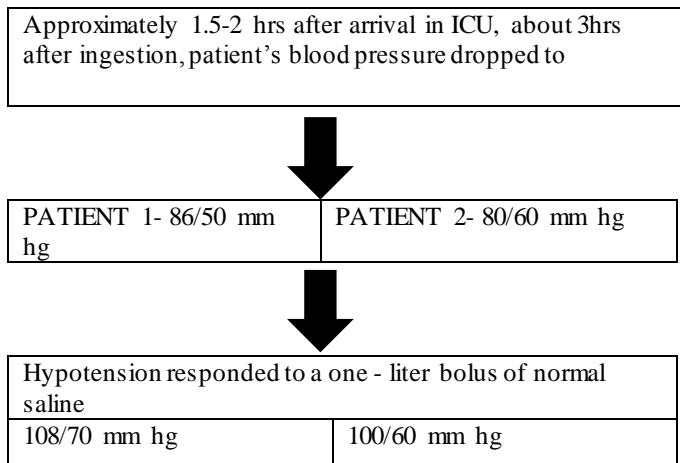 Approximately 1.5-2 hrs after arrival in ICU, about 3hrs
after ingestion, patient's blood pressure dropped to
PATIENT 1- 86/50 mm
hg
PATIENT 2- 80/60 mm hg
Hypotension responded to a one - liter bolus of normal
saline
108/70 mm hg
100/60 mm hg